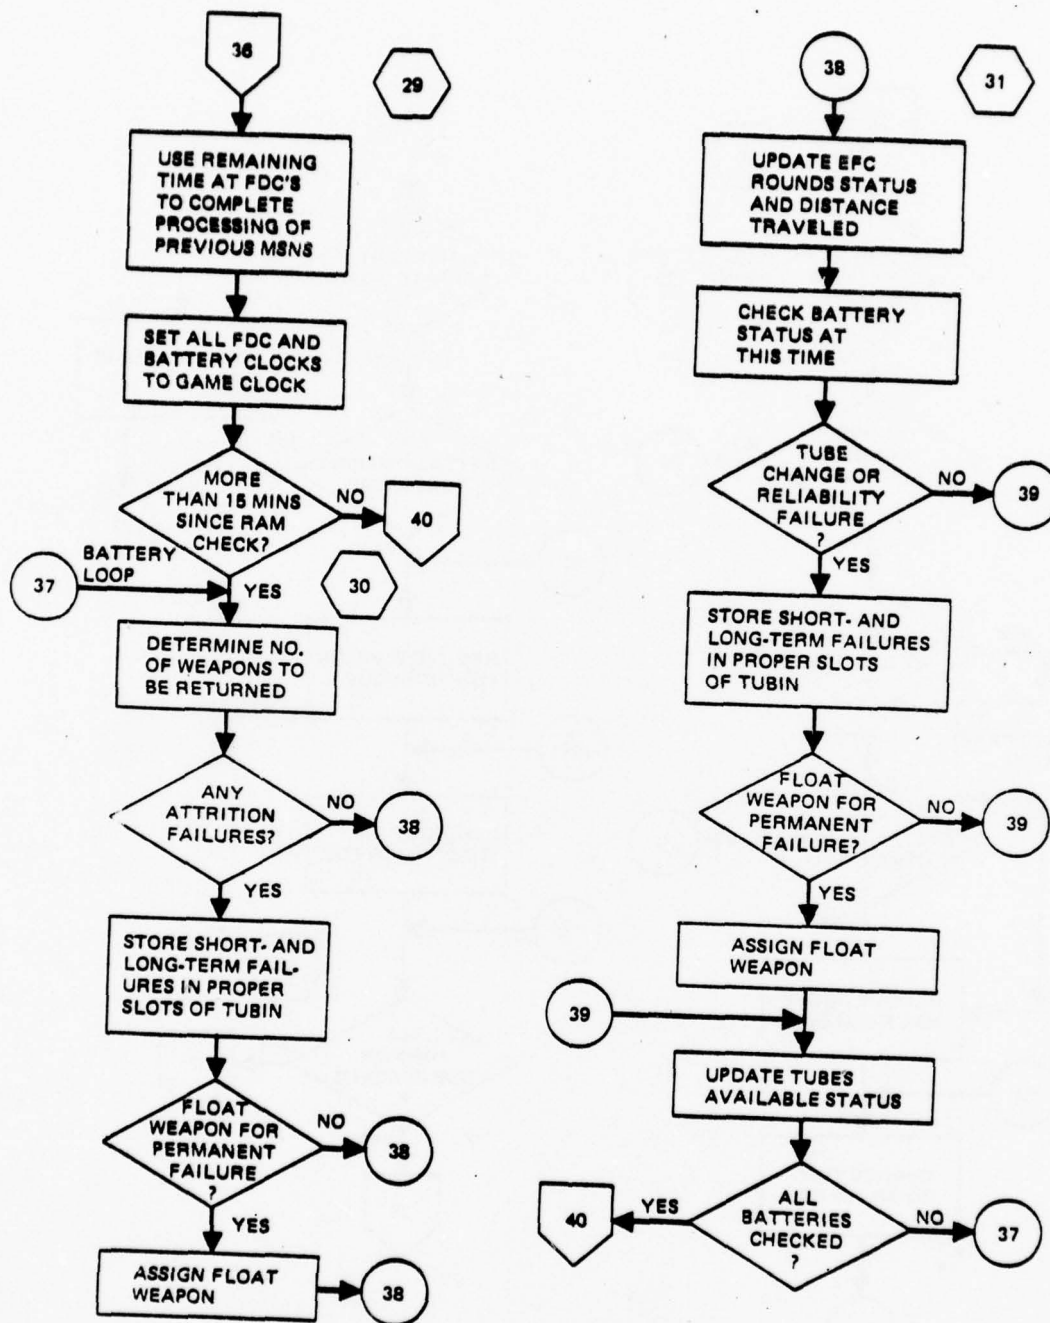 36
29
USE REMAINING
TIME AT FDC'S
TO COMPLETE
PROCESSING OF
PREVIOUS MSNS
SET ALL FDC AND
BATTERY CLOCKS
TO GAME CLOCK
MORE
THAN 15 MINS
SINCE RAM
CHECK?
NO
40
BATTERY
LOOP
37
YES
30
DETERMINE NO.
OF WEAPONS TO
BE RETURNED
ANY
ATTRITION
FAILURES?
NO
38
YES
STORE SHORT- AND
LONG-TERM FAIL-
URES IN PROPER
SLOTS OF TUBIN
FLOAT
WEAPON FOR
PERMANENT
FAILURE
?
NO
38
YES
ASSIGN FLOAT
WEAPON
38
38
31
UPDATE EFC
ROUNDS STATUS
AND DISTANCE
TRAVELED
CHECK BATTERY
STATUS AT
THIS TIME
TUBE
CHANGE OR
RELIABILITY
FAILURE
?
NO
39
YES
STORE SHORT- AND
LONG-TERM FAILURES
IN PROPER SLOTS
OF TUBIN
FLOAT
WEAPON FOR
PERMANENT
FAILURE?
NO
39
YES
ASSIGN FLOAT
WEAPON
39
UPDATE TUBES
AVAILABLE STATUS
ALL
BATTERIES
CHECKED
?
YES
40
NO
37